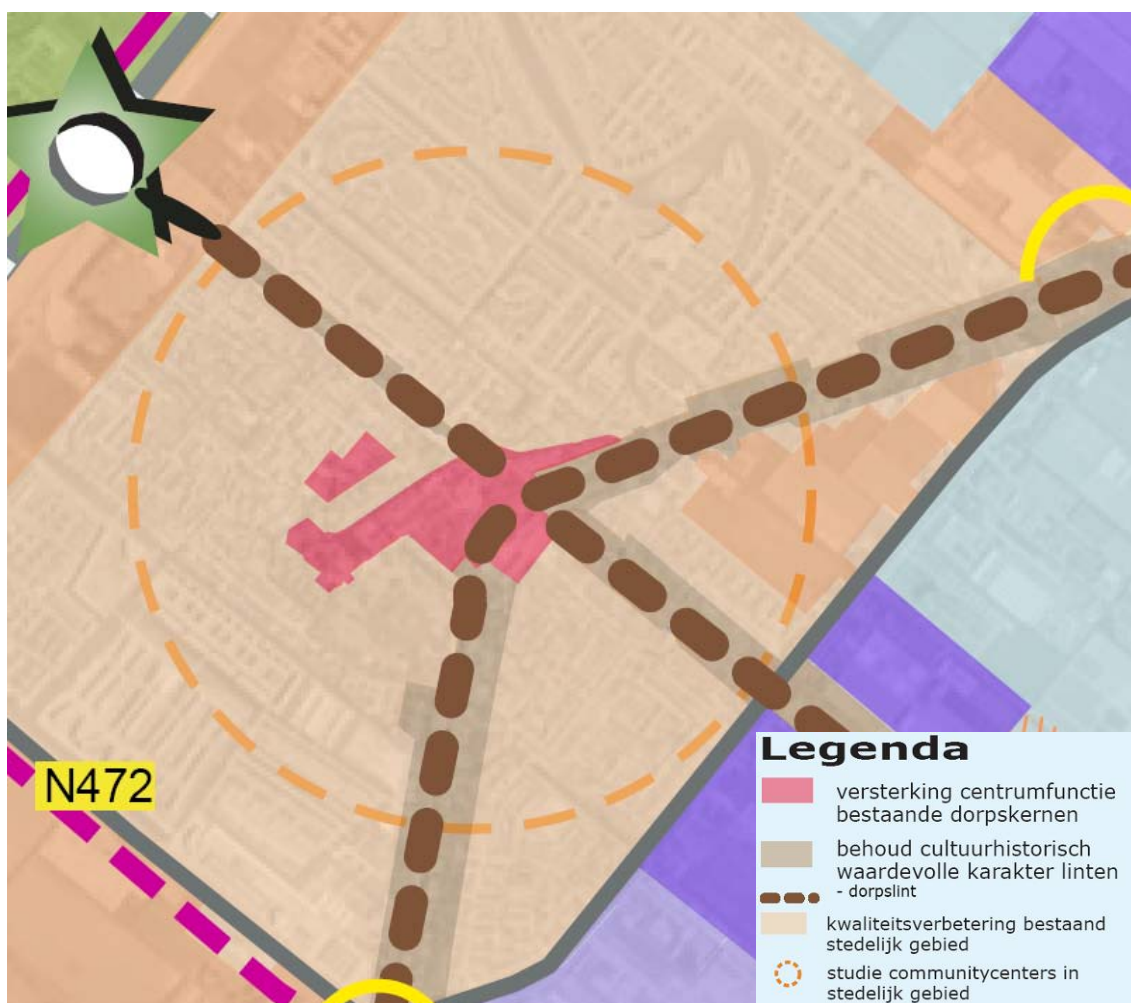 N472
Legenda
versterking centrumfunctie
bestaande dorpskernen
behoud cultuurhistorisch
waardevolle karakter linten
- dorpslint
kwaliteitsverbetering bestaand
stedelijk gebied
studie communitycenters in
stedelijk gebied